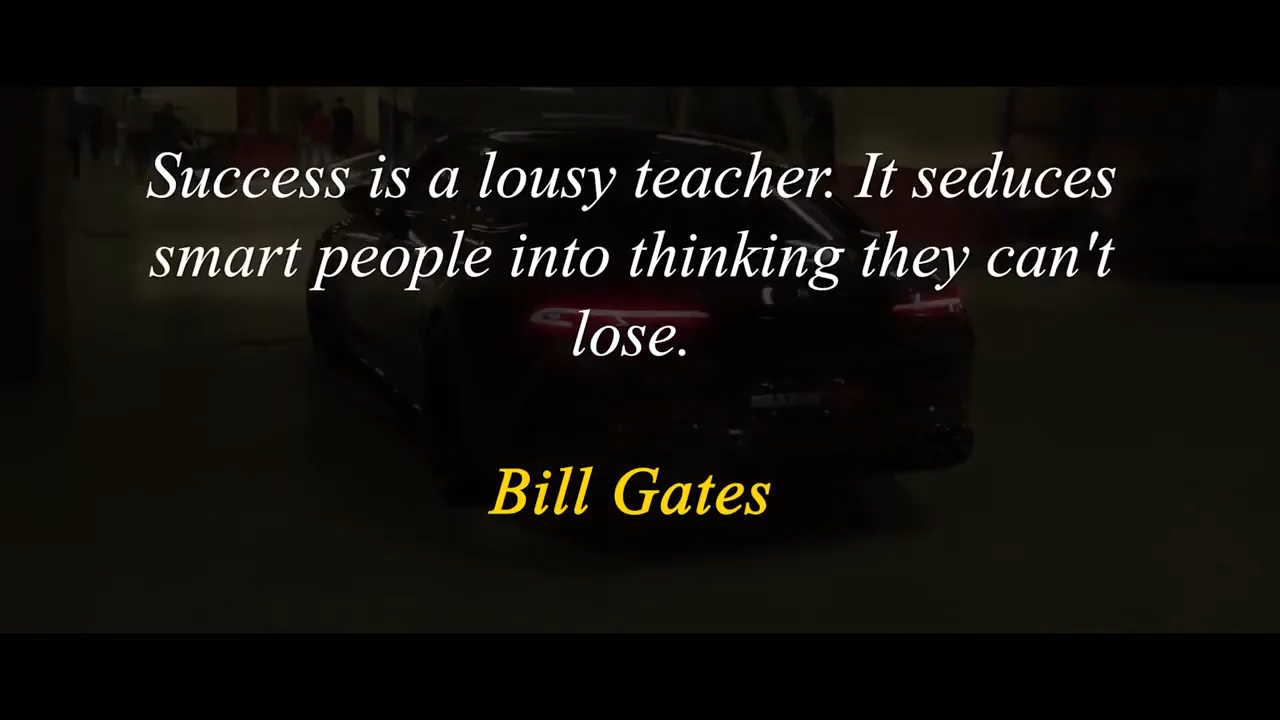 Success is a lousy teacher. It seduces
smart people into thinking they can't
lose.
Bill Gates